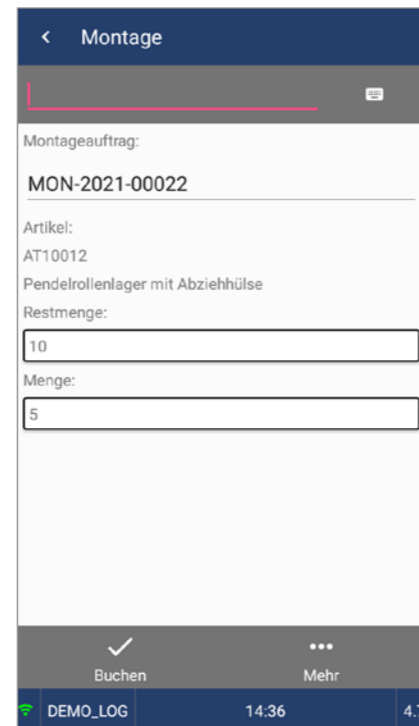 Montage
Montageauftrag:
MON-2021-00022
Artikel:
AT10012
Pendelrollenlager mit Abziehhülse
Restmenge:
10
Menge:
5
Buchen
Mehr
DEMO_LOG
14:36